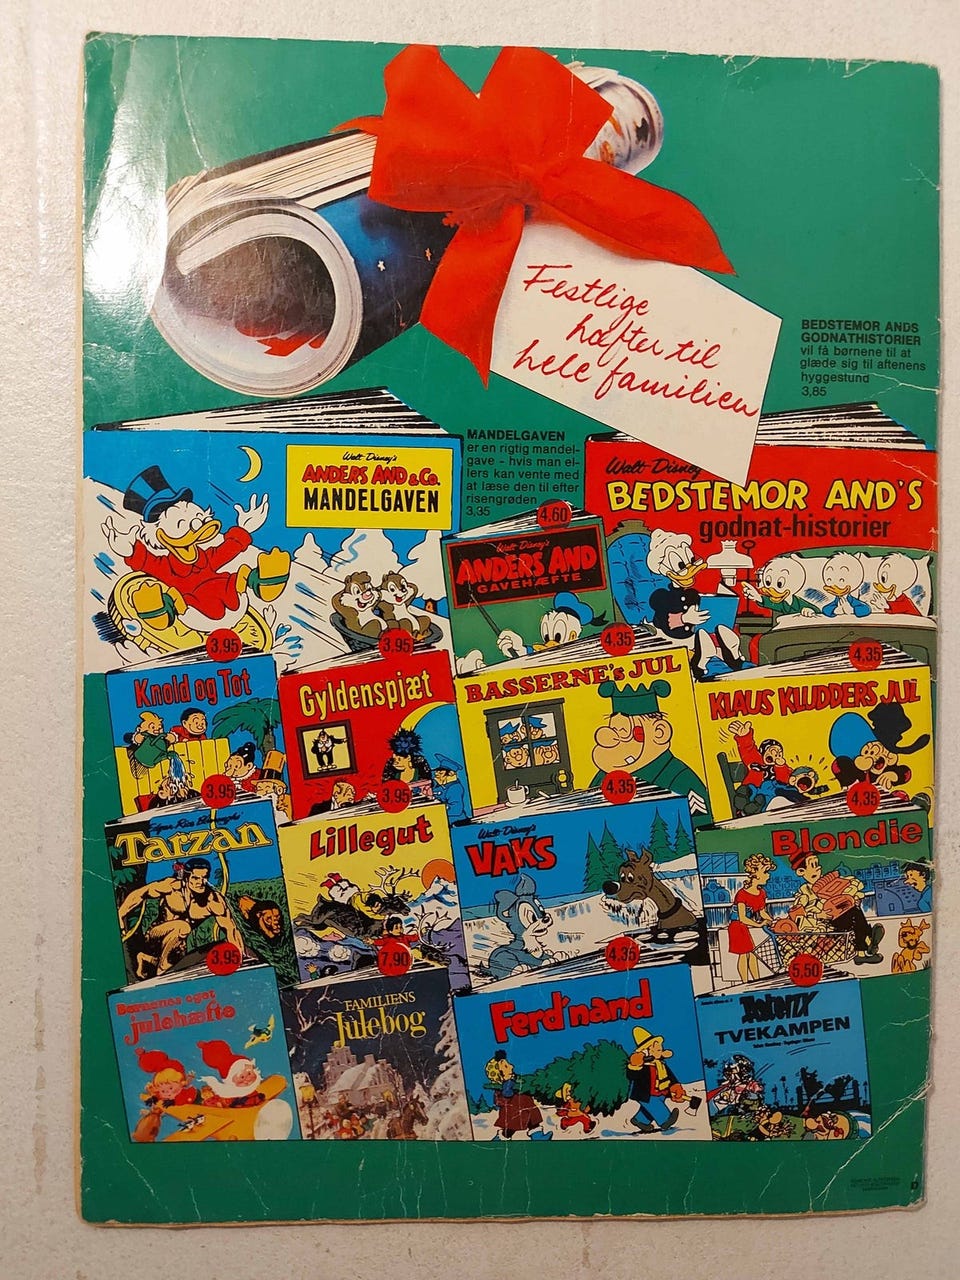 Festlige
hæfter til
hele familien
BEDSTEMOR ANDS
GODNATHISTORIER
vil få børnene til at
glæde sig til aftenens
hyggestund
3,85
MANDELGAVEN
er en rigtig mandel-
gave - hvis man el-
lers kan vente med
at læse den til efter
risengrøden
3,35
Walt Disney's
ANDERS AND & Co.
MANDELGAVEN
4,60
Walt Disney's
ANDERS AND
GAVEHÆFTE
Walt Disney
BEDSTEMOR AND'S
godnat-historier
3,95
Knold og Tot
3,95
Gyldenspjæt
4,35
BASSERNE's JUL
4,35
KLAUS KLUDDERS JUL
3,95
Edgar Rice Burroughs'
Tarzan
3,95
Lillegut
4,35
Walt Disney's
VAKS
4,35
Blondie
3,95
Børnenes eget
julehæfte
7,90
FAMILIENS
Julebog
4,35
Ferd'nand
5,50
Asterix
TVEKAMPEN